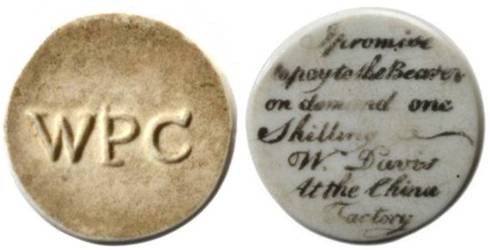 WPC
I promise
to pay to the Bearer
on demand one
Shilling
W. Davis
At the China
Factory